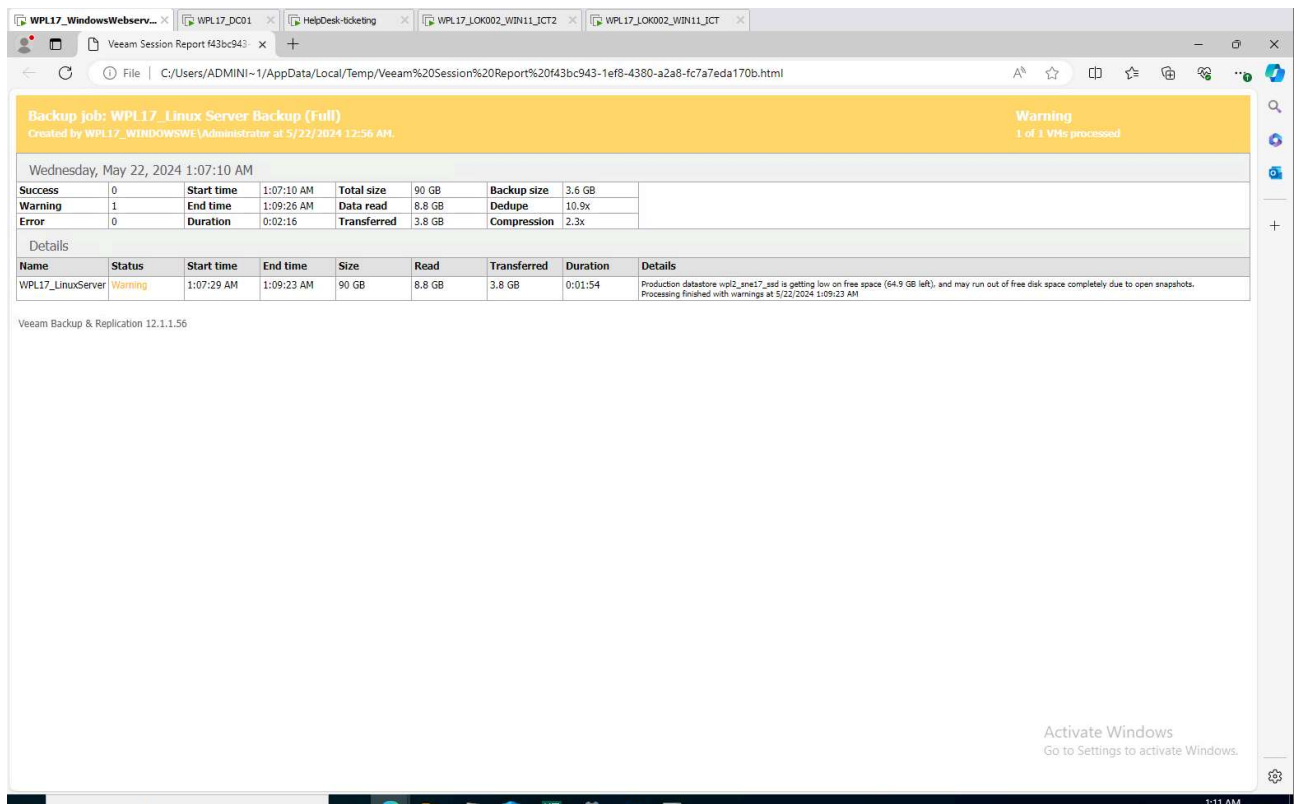 WPL17_WindowsWebserv... WPL17_DC01 HelpDesk-ticketing WPL17_LOK002_WIN11_ICT2 WPL17_LOK002_WIN11_ICT
Veeam Session Report f43bc943-
File | C:/Users/ADMINI~1/AppData/Local/Temp/Veeam%20Session%20Report%20f43bc943-1ef8-4380-a2a8-fc7a7eda170b.html
Backup job: WPL17_Linux Server Backup (Full) Warning
Created by WPL17_WINDOWSWE\Administrator at 5/22/2024 12:56 AM. 1 of 1 VMs processed
Wednesday, May 22, 2024 1:07:10 AM
Success 0 Start time 1:07:10 AM Total size 90 GB Backup size 3.6 GB
Warning 1 End time 1:09:26 AM Data read 8.8 GB Dedupe 10.9x
Error 0 Duration 0:02:16 Transferred 3.8 GB Compression 2.3x
Details
Name Status Start time End time Size Read Transferred Duration Details
WPL17_LinuxServer Warning 1:07:29 AM 1:09:23 AM 90 GB 8.8 GB 3.8 GB 0:01:54 Production datastore wpl2_sne17_ssd is getting low on free space (64.9 GB left), and may run out of free disk space completely due to open snapshots.
Processing finished with warnings at 5/22/2024 1:09:23 AM
Veeam Backup & Replication 12.1.1.56
Activate Windows
Go to Settings to activate Windows.
1:11 AM